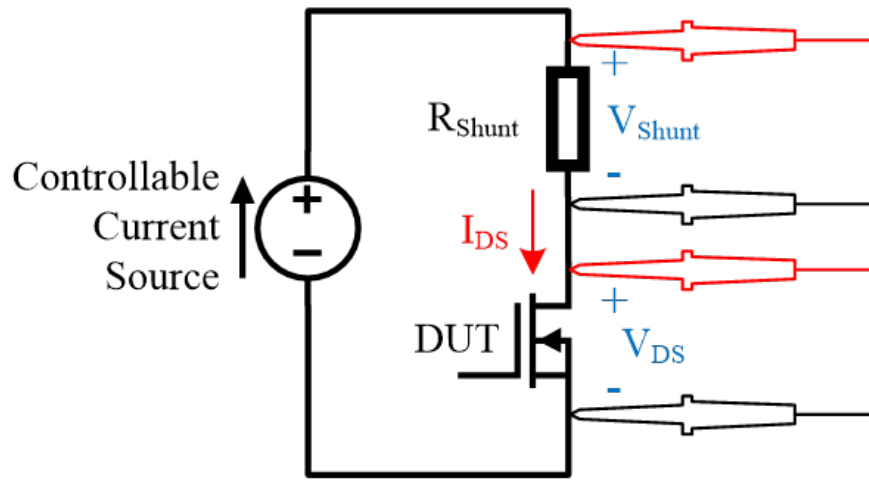 Controllable
Current
Source
+
−
R_Shunt
+
V_Shunt
-
I_DS
DUT
+
V_DS
-